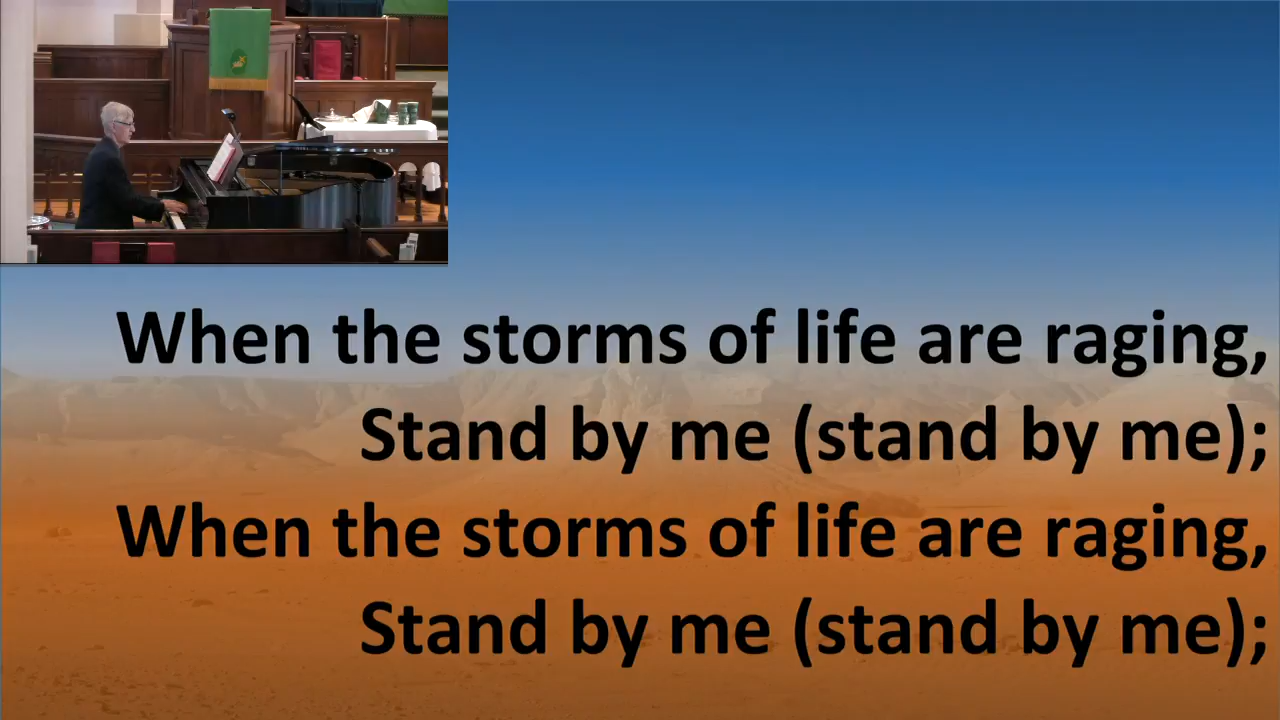 When the storms of life are raging,
Stand by me (stand by me);
When the storms of life are raging,
Stand by me (stand by me);